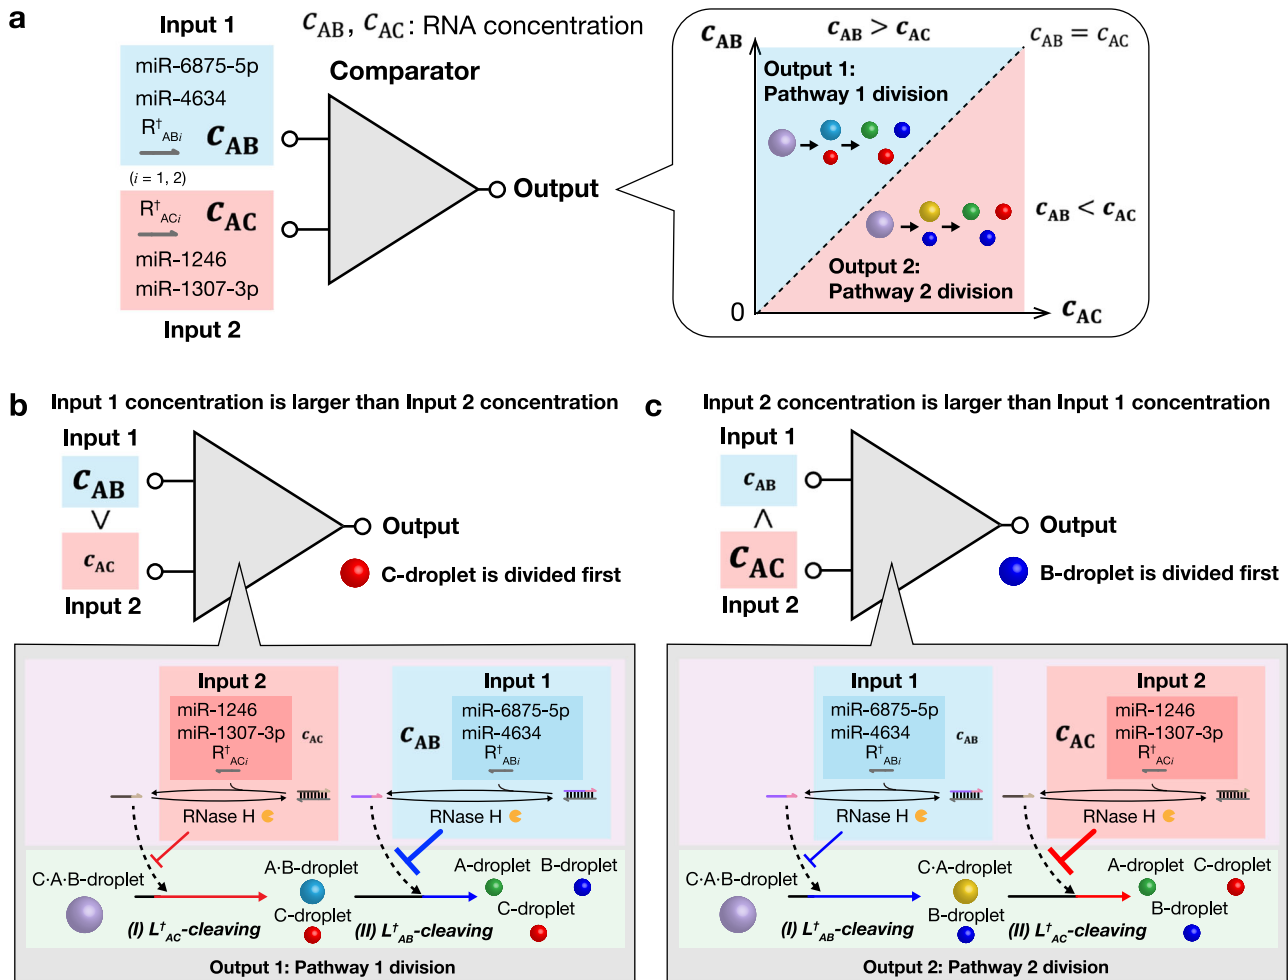 a
Input 1
c_AB, c_AC: RNA concentration
miR-6875-5p
miR-4634
R†_ABi
c_AB
(i = 1, 2)
R†_ACi
c_AC
miR-1246
miR-1307-3p
Input 2
Comparator
Output
c_AB
c_AB > c_AC
c_AB = c_AC
Output 1:
Pathway 1 division
c_AB < c_AC
Output 2:
Pathway 2 division
0
c_AC
b
Input 1 concentration is larger than Input 2 concentration
Input 1
c_AB
>
c_AC
Input 2
Output
C-droplet is divided first
Input 2
miR-1246
miR-1307-3p
R†_ACi
c_AC
RNase H
Input 1
c_AB
miR-6875-5p
miR-4634
R†_ABi
RNase H
C·A·B-droplet
(I) L†_AC-cleaving
A·B-droplet
C-droplet
(II) L†_AB-cleaving
A-droplet
B-droplet
C-droplet
Output 1: Pathway 1 division
c
Input 2 concentration is larger than Input 1 concentration
Input 1
c_AB
<
c_AC
Input 2
Output
B-droplet is divided first
Input 1
miR-6875-5p
miR-4634
R†_ABi
c_AB
RNase H
Input 2
c_AC
miR-1246
miR-1307-3p
R†_ACi
RNase H
C·A·B-droplet
(I) L†_AB-cleaving
C·A-droplet
B-droplet
(II) L†_AC-cleaving
A-droplet
C-droplet
B-droplet
Output 2: Pathway 2 division